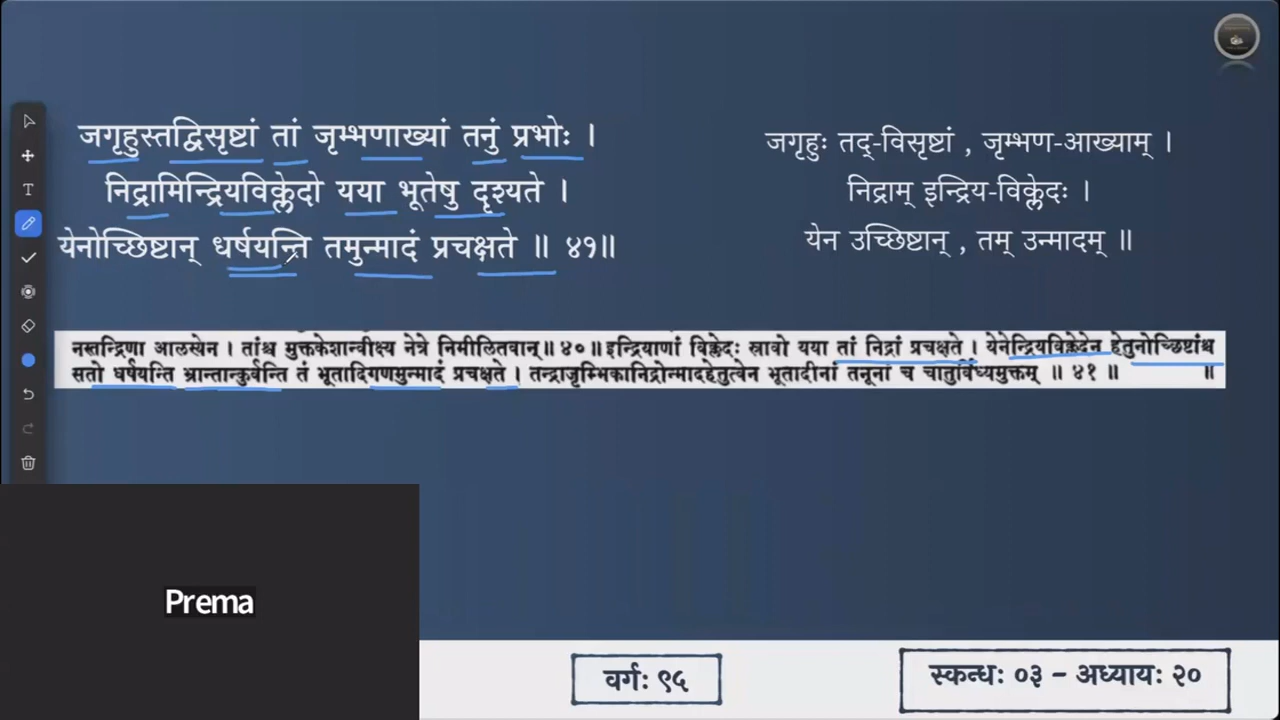 जगृहुस्तद्विसृष्टां तां जृम्भणाख्यां तनुं प्रभोः ।
निद्रामिन्द्रियविक्लेदो यया भूतेषु दृश्यते ।
येनोच्छिष्टान् धर्षयन्ति तमुन्मादं प्रचक्षते ॥ ४१॥
जगृहुः तद्-विसृष्टां , जृम्भण-आख्याम् ।
निद्राम् इन्द्रिय-विक्लेदः ।
येन उच्छिष्टान् , तम् उन्मादम् ॥
नस्तन्द्रिणा आलस्येन । तांश्च मुक्तकेशान्वीक्ष्य नेत्रे निमीलितवान् ॥ ४० ॥ इन्द्रियाणां विक्लेदः स्रावो यया तां निद्रां प्रचक्षते । येनेन्द्रियविक्लेदेन हेतुनोच्छिष्टांश्च
सतो धर्षयन्ति भ्रान्तान्कुर्वन्ति तं भूतादिगणमुन्मादं प्रचक्षते । तन्द्राजृम्भिकानिद्रोन्मादहेतुत्वेन भूतादीनां तनूनां च चातुर्विध्यमुक्तम् ॥ ४१ ॥ ॥
T
Prema
वर्गः ९५
स्कन्धः ०३ - अध्यायः २०